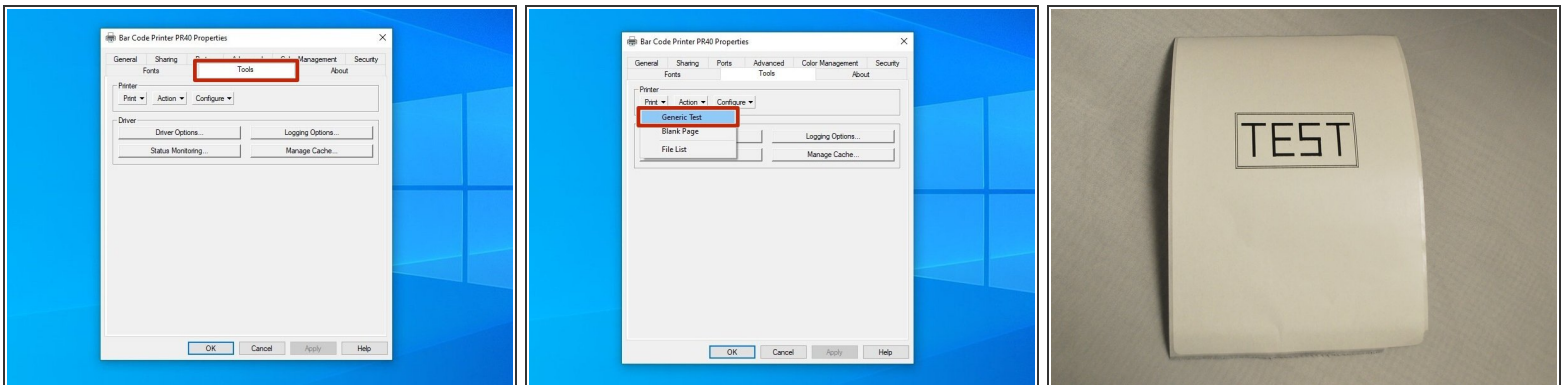 Bar Code Printer PR40 Properties
General Sharing Color Management Security
Fonts Tools About
Printer
Print Action Configure
Driver
Driver Options... Logging Options...
Status Monitoring... Manage Cache...
OK Cancel Apply Help
Bar Code Printer PR40 Properties
General Sharing Ports Advanced Color Management Security
Fonts Tools About
Printer
Print Action Configure
Generic Test
Blank Page Logging Options...
File List Manage Cache...
OK Cancel Apply Help
TEST